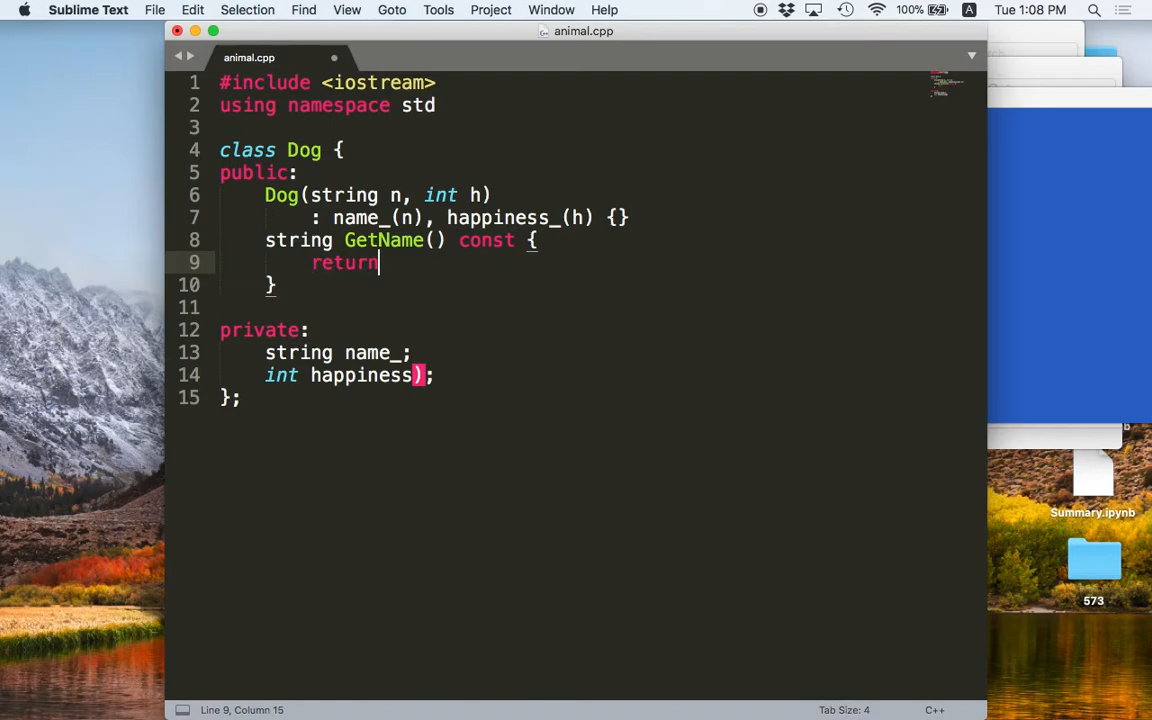 Sublime Text File Edit Selection Find View Goto Tools Project Window Help 100% A Tue 1:08 PM
animal.cpp
animal.cpp
1 #include <iostream>
2 using namespace std
3
4 class Dog {
5 public:
6 Dog(string n, int h)
7 : name_(n), happiness_(h) {}
8 string GetName() const {
9 return
10 }
11
12 private:
13 string name_;
14 int happiness);
15 };
b
Summary.ipynb
573
Line 9, Column 15 Tab Size: 4 C++